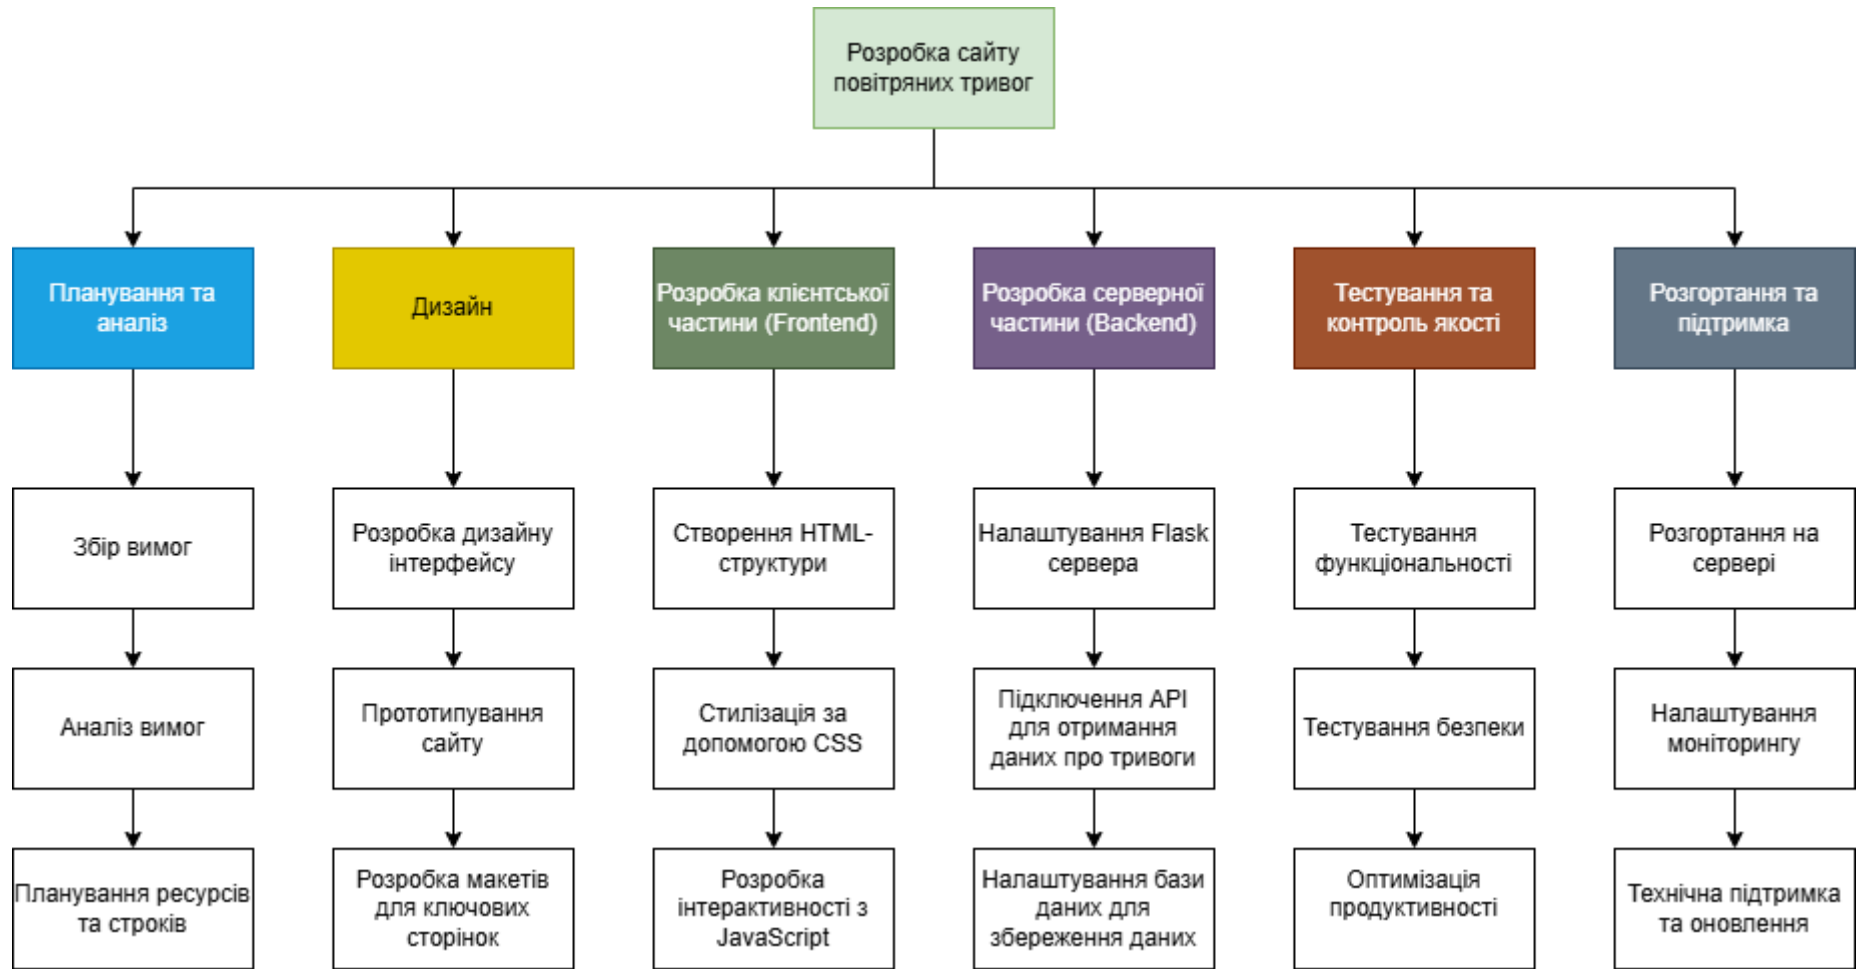 Розробка сайту
повітряних тривог
Планування та
аналіз
Дизайн
Розробка клієнтської
частини (Frontend)
Розробка серверної
частини (Backend)
Тестування та
контроль якості
Розгортання та
підтримка
Збір вимог
Розробка дизайну
інтерфейсу
Створення HTML-
структури
Налаштування Flask
сервера
Тестування
функціональності
Розгортання на
сервері
Аналіз вимог
Прототипування
сайту
Стилізація за
допомогою CSS
Підключення API
для отримання
даних про тривоги
Тестування безпеки
Налаштування
моніторингу
Планування ресурсів
та строків
Розробка макетів
для ключових
сторінок
Розробка
інтерактивності з
JavaScript
Налаштування бази
даних для
збереження даних
Оптимізація
продуктивності
Технічна підтримка
та оновлення